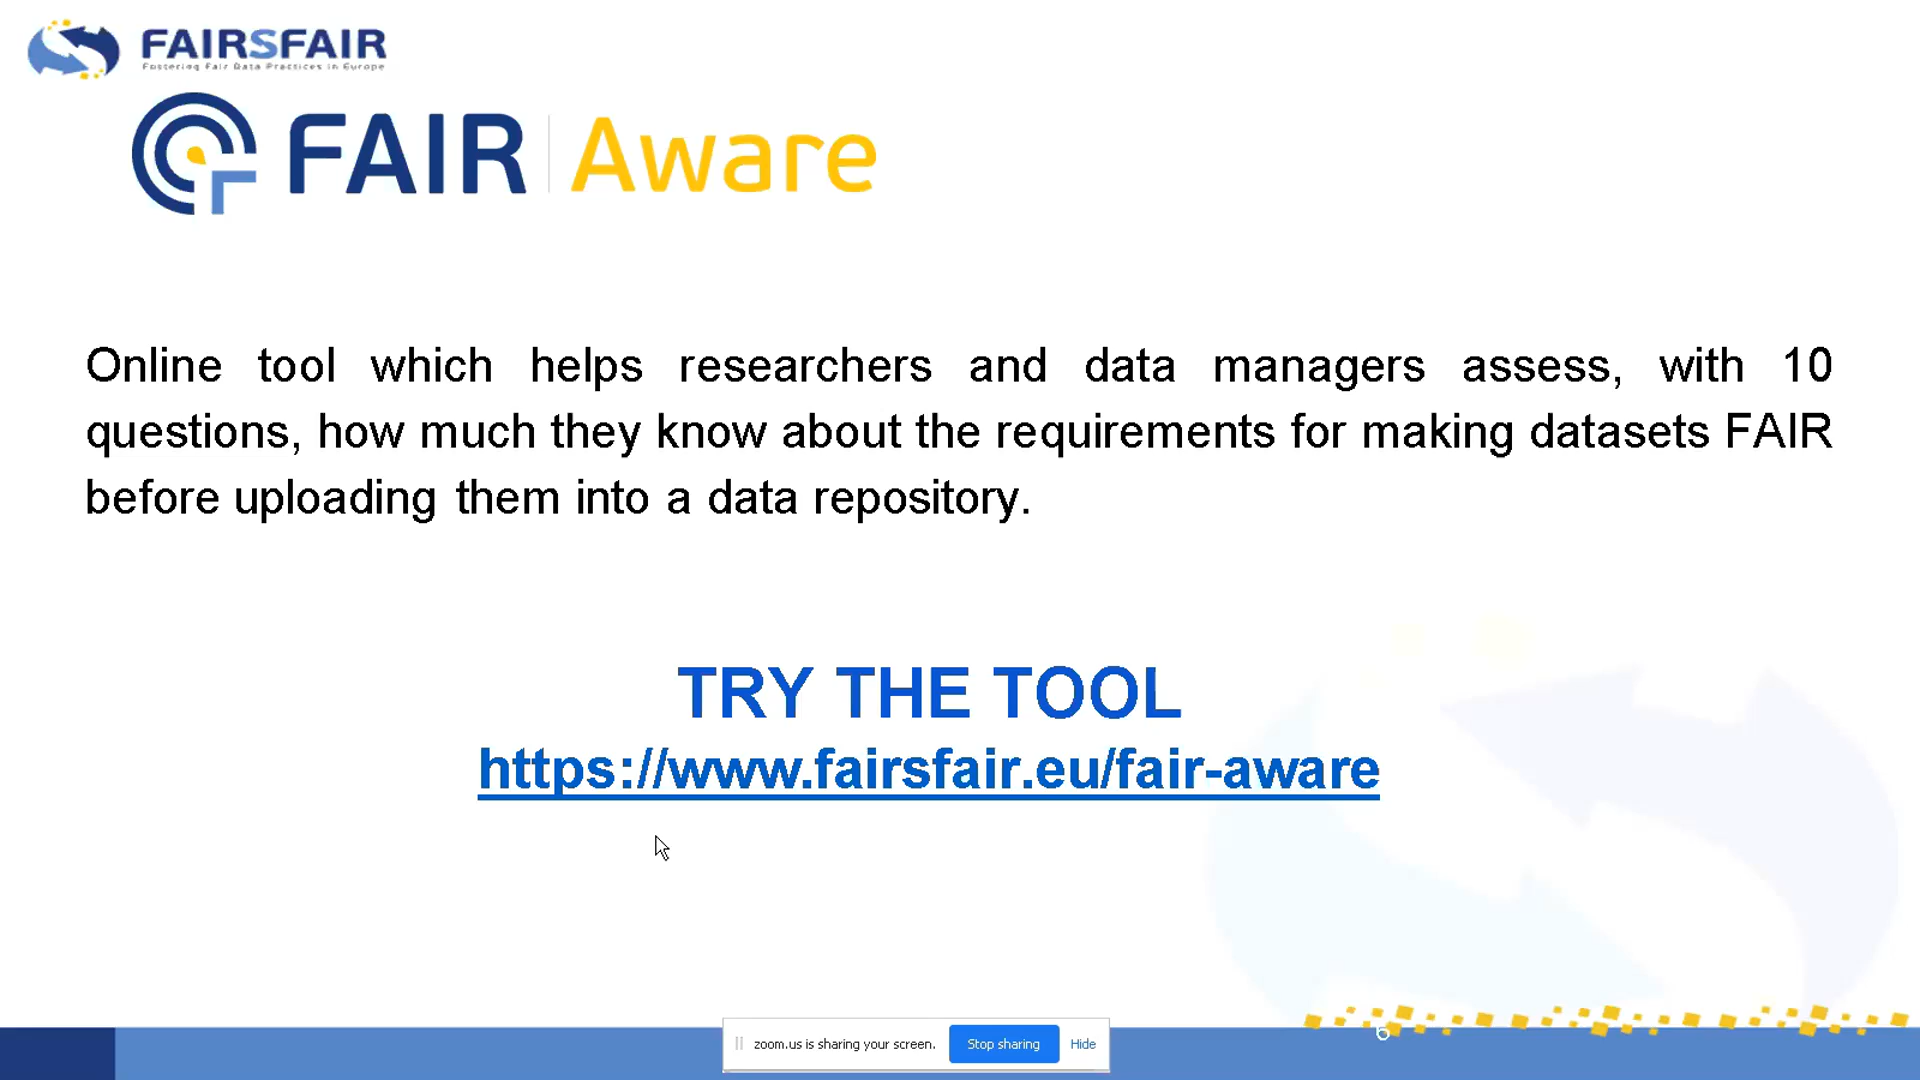 FAIRSFAIR
Fostering Fair Data Practices in Europe
FAIR Aware
Online tool which helps researchers and data managers assess, with 10
questions, how much they know about the requirements for making datasets FAIR
before uploading them into a data repository.
TRY THE TOOL
https://www.fairsfair.eu/fair-aware
6
zoom.us is sharing your screen. Stop sharing Hide